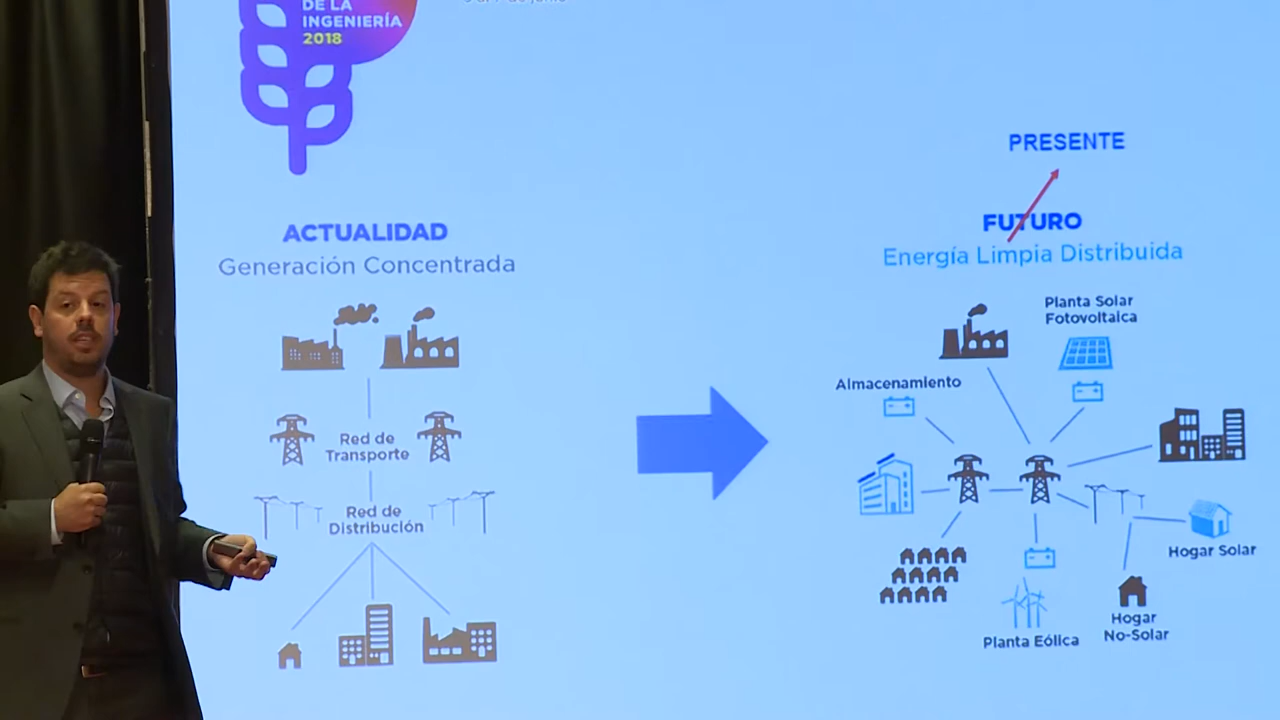 DE LA
INGENIERÍA
2018
PRESENTE
ACTUALIDAD
Generación Concentrada
FUTURO
Energía Limpia Distribuida
Red de
Transporte
Red de
Distribución
Planta Solar
Fotovoltaica
Almacenamiento
Hogar Solar
Hogar
No-Solar
Planta Eólica